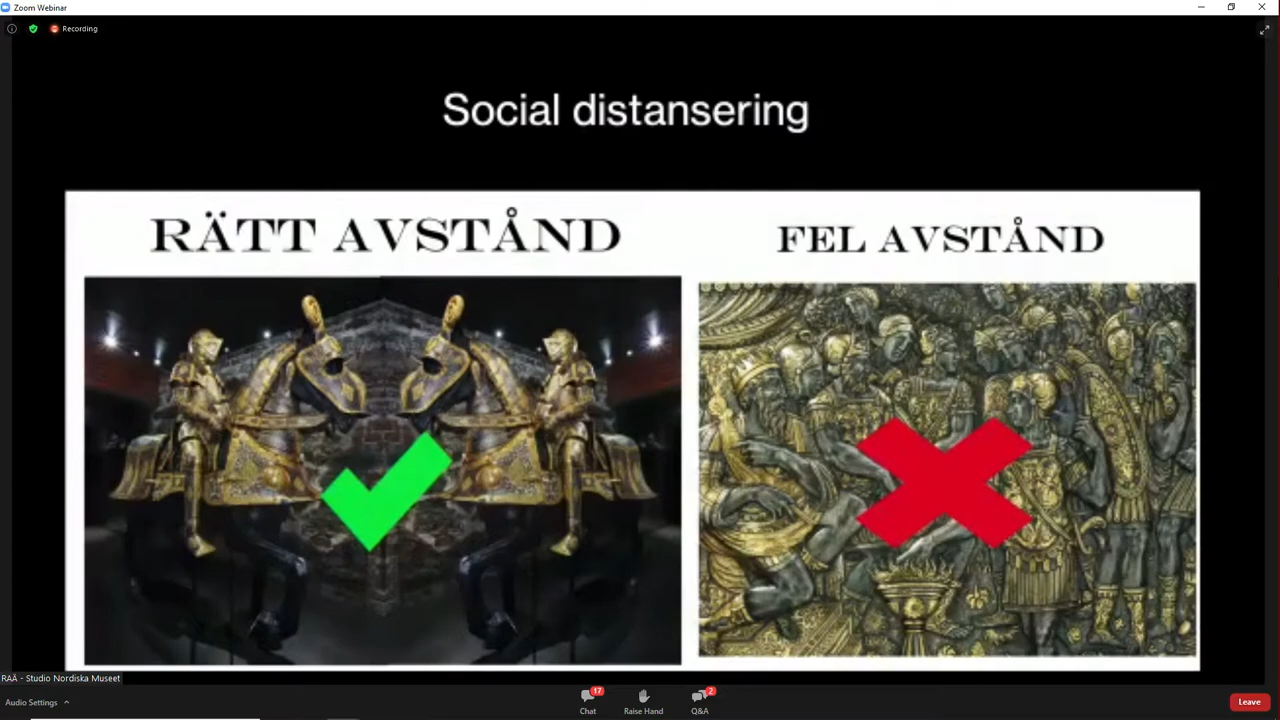 Zoom Webinar
Recording
Social distansering
RÄTT AVSTÅND
FEL AVSTÅND
RAÄ - Studio Nordiska Museet
Audio Settings
17
2
Chat
Raise Hand
Q&A
Leave